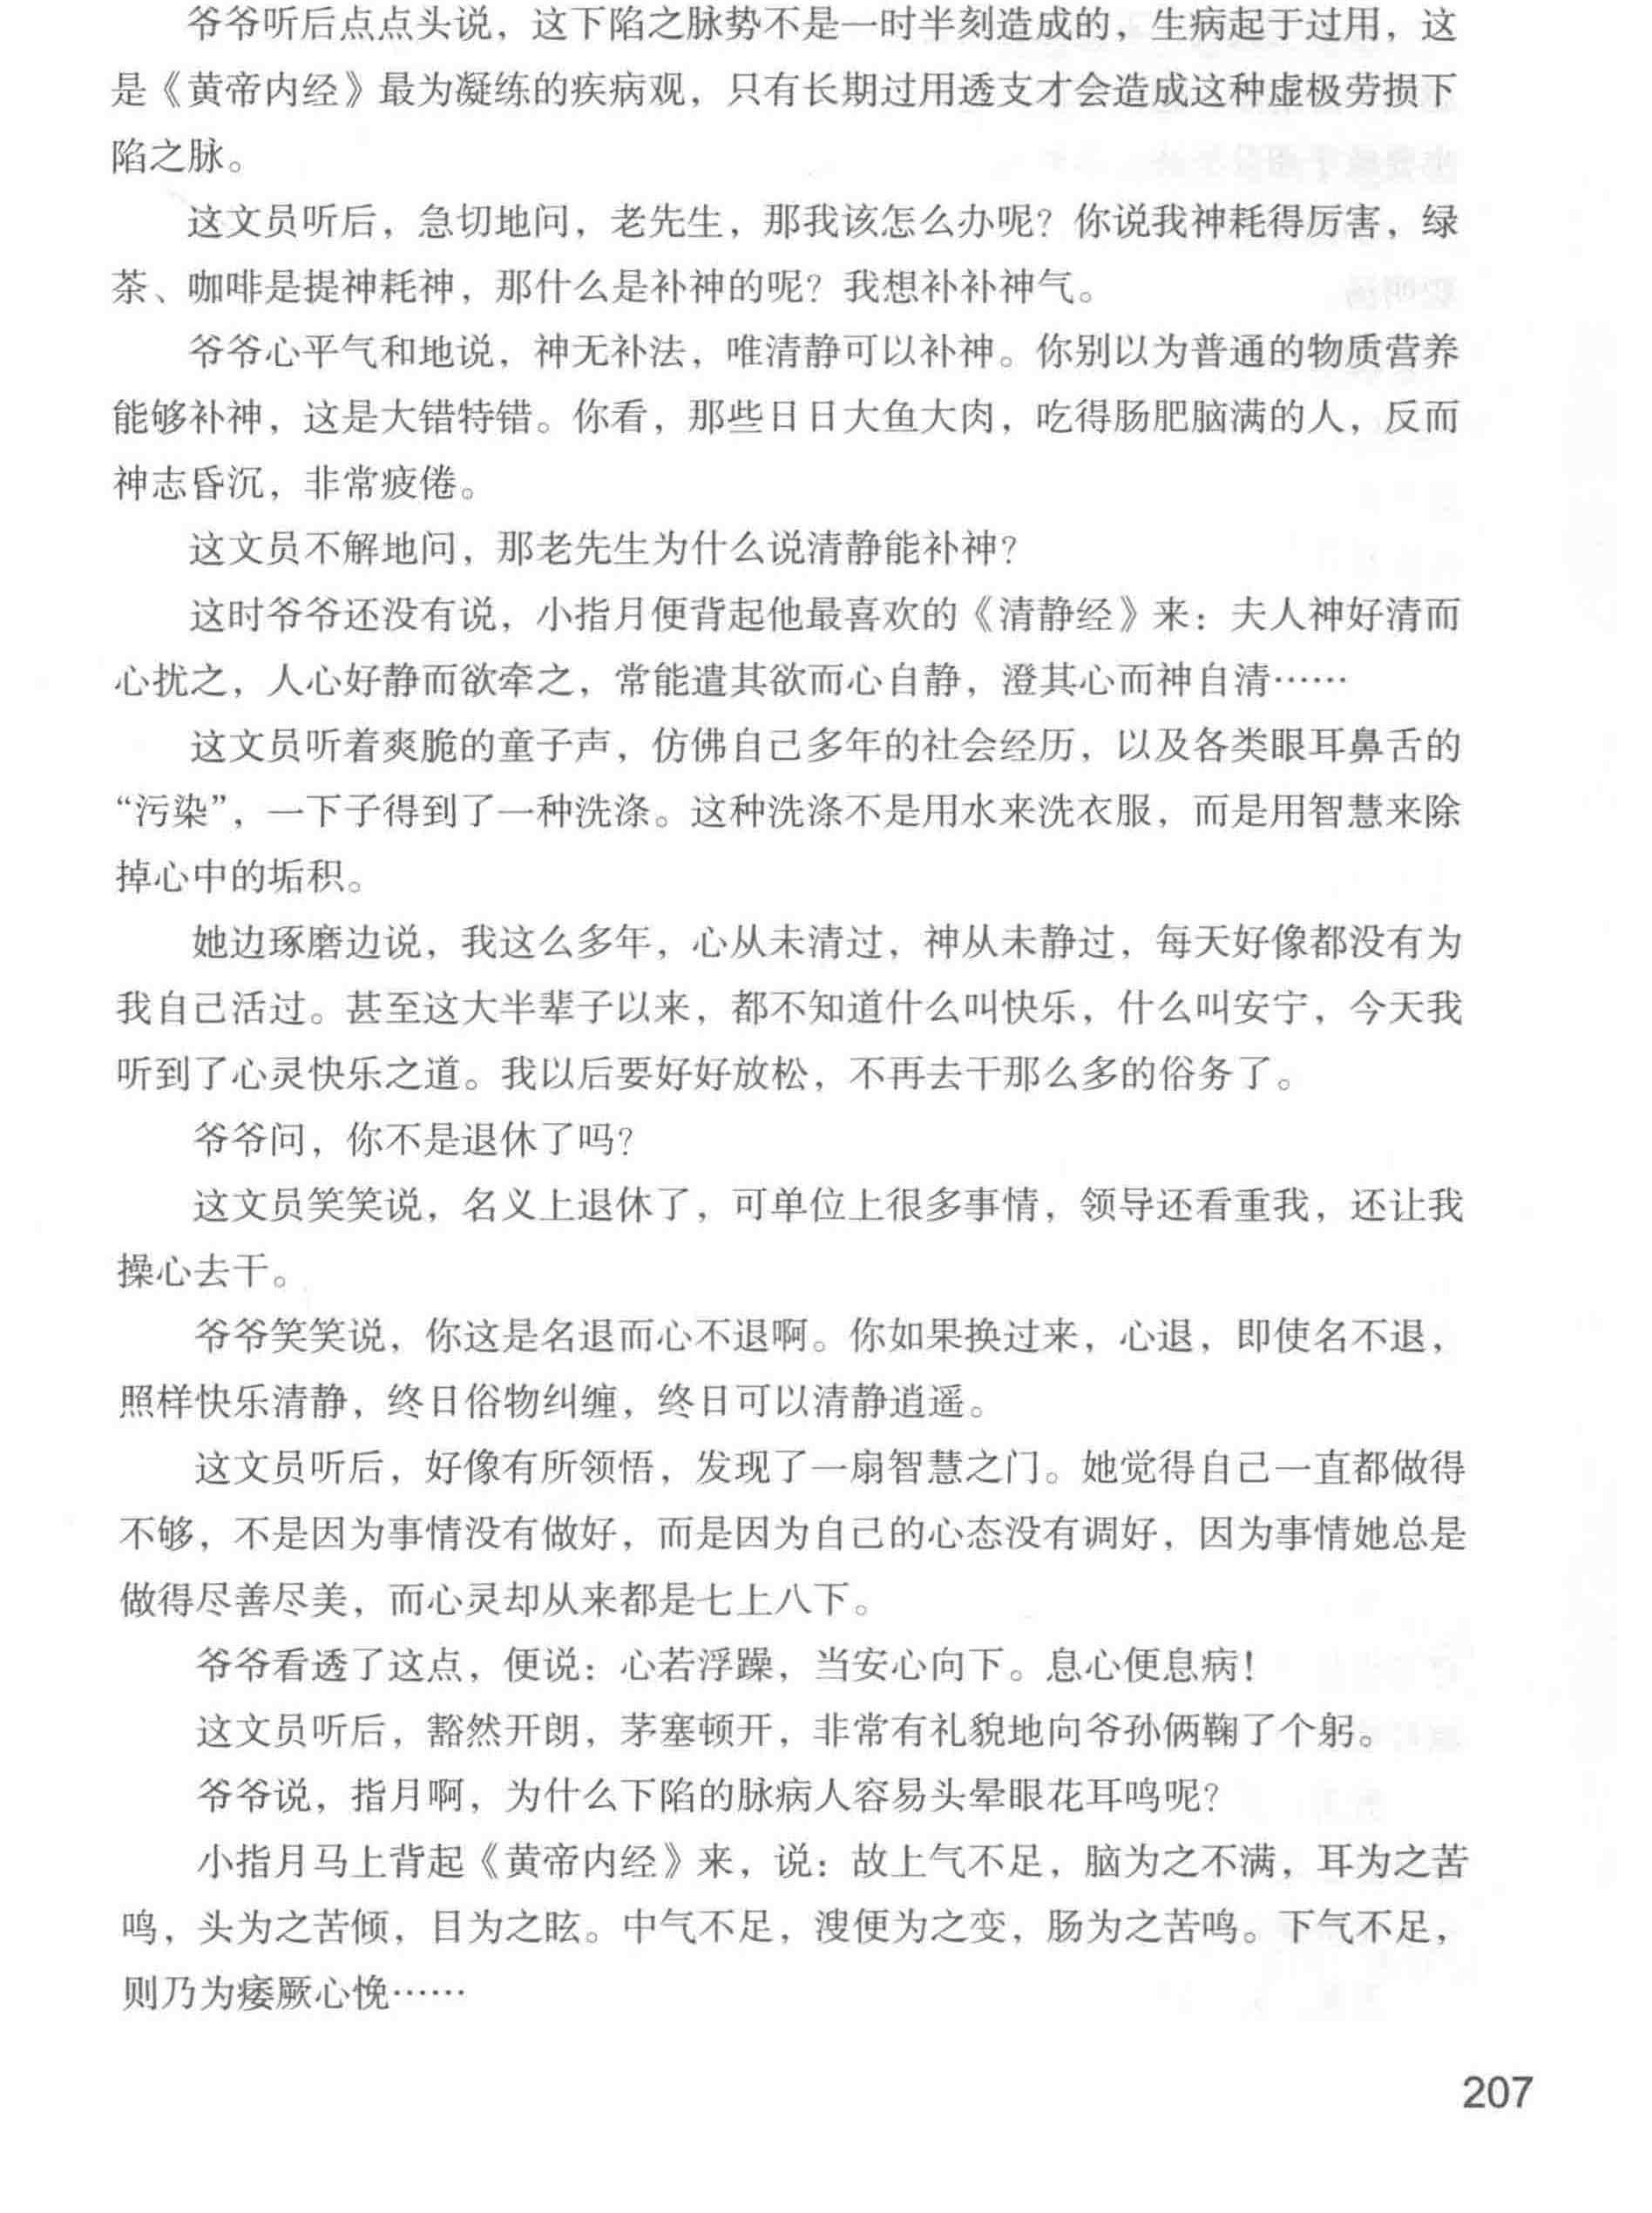 爷爷听后点点头说，这下陷之脉势不是一时半刻造成的，生病起于过用，这
是《黄帝内经》最为凝练的疾病观，只有长期过用透支才会造成这种虚极劳损下
陷之脉。
这文员听后，急切地问，老先生，那我该怎么办呢？你说我神耗得厉害，绿
茶、咖啡是提神耗神，那什么是补神的呢？我想补补神气。
爷爷心平气和地说，神无补法，唯清静可以补神。你别以为普通的物质营养
能够补神，这是大错特错。你看，那些日日大鱼大肉，吃得肠肥脑满的人，反而
神志昏沉，非常疲倦。
这文员不解地问，那老先生为什么说清静能补神？
这时爷爷还没有说，小指月便背起他最喜欢的《清静经》来：夫人神好清而
心扰之，人心好静而欲牵之，常能遣其欲而心自静，澄其心而神自清……
这文员听着爽脆的童子声，仿佛自己多年的社会经历，以及各类眼耳鼻舌的
“污染”，一下子得到了一种洗涤。这种洗涤不是用水来洗衣服，而是用智慧来除
掉心中的垢积。
她边琢磨边说，我这么多年，心从未清过，神从未静过，每天好像都没有为
我自己活过。甚至这大半辈子以来，都不知道什么叫快乐，什么叫安宁，今天我
听到了心灵快乐之道。我以后要好好放松，不再去干那么多的俗务了。
爷爷问，你不是退休了吗？
这文员笑笑说，名义上退休了，可单位上很多事情，领导还看重我，还让我
操心去干。
爷爷笑笑说，你这是名退而心不退啊。你如果换过来，心退，即使名不退，
照样快乐清静，终日俗物纠缠，终日可以清静逍遥。
这文员听后，好像有所领悟，发现了一扇智慧之门。她觉得自己一直都做得
不够，不是因为事情没有做好，而是因为自己的心态没有调好，因为事情她总是
做得尽善尽美，而心灵却从来都是七上八下。
爷爷看透了这点，便说：心若浮躁，当安心向下。息心便息病！
这文员听后，豁然开朗，茅塞顿开，非常有礼貌地向爷孙俩鞠了个躬。
爷爷说，指月啊，为什么下陷的脉病人容易头晕眼花耳鸣呢？
小指月马上背起《黄帝内经》来，说：故上气不足，脑为之不满，耳为之苦
鸣，头为之苦倾，目为之眩。中气不足，溲便为之变，肠为之苦鸣。下气不足，
则乃为痿厥心悗……
207